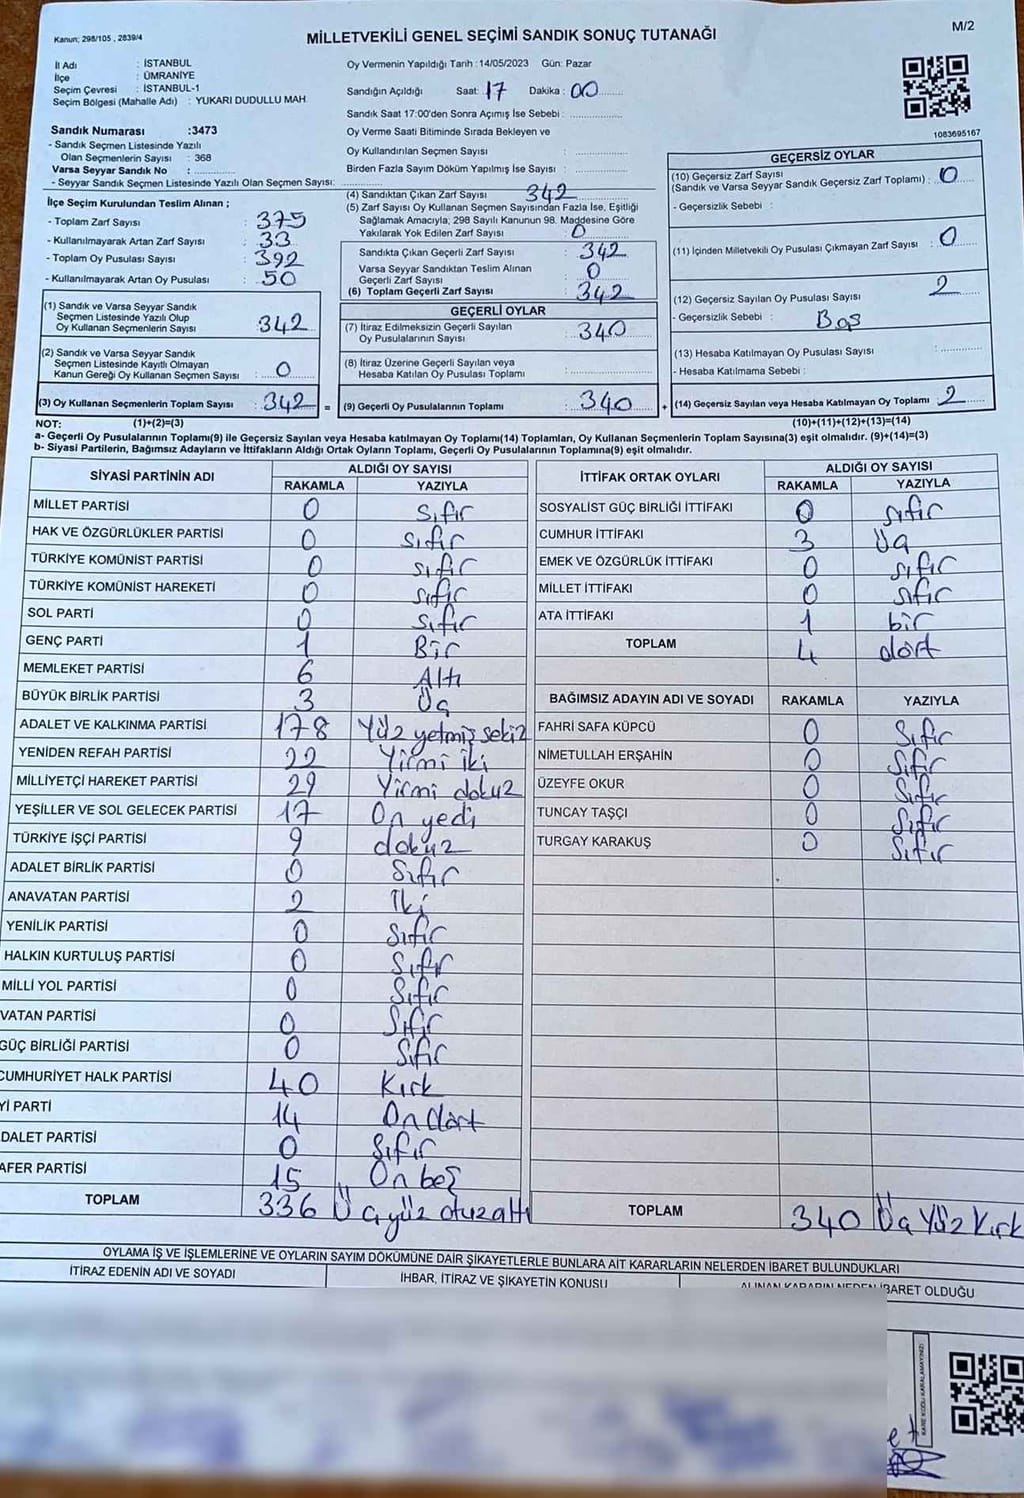 Kanun: 298/105 , 2839/4
MİLLETVEKİLİ GENEL SEÇİMİ SANDIK SONUÇ TUTANAĞI
M/2
İl Adı : İSTANBUL
İlçe : ÜMRANİYE
Seçim Çevresi : İSTANBUL-1
Seçim Bölgesi (Mahalle Adı) : YUKARI DUDULLU MAH.
Sandık Numarası :3473
- Sandık Seçmen Listesinde Yazılı
Olan Seçmenlerin Sayısı : 368
Varsa Seyyar Sandık No :
- Seyyar Sandık Seçmen Listesinde Yazılı Olan Seçmen Sayısı:
Oy Vermenin Yapıldığı Tarih :14/05/2023 Gün: Pazar
Sandığın Açıldığı Saat: 17 Dakika : 00
Sandık Saat 17:00'den Sonra Açımış İse Sebebi :
Oy Verme Saati Bitiminde Sırada Bekleyen ve
Oy Kullandırılan Seçmen Sayısı :
Birden Fazla Sayım Döküm Yapılmış İse Sayısı :
1083695167
İlçe Seçim Kurulundan Teslim Alınan ;
- Toplam Zarf Sayısı : 375
- Kullanılmayarak Artan Zarf Sayısı : 33
- Toplam Oy Pusulası Sayısı : 392
- Kullanılmayarak Artan Oy Pusulası : 50
(1) Sandık ve Varsa Seyyar Sandık
Seçmen Listesinde Yazılı Olup
Oy Kullanan Seçmenlerin Sayısı : 342
(2) Sandık ve Varsa Seyyar Sandık
Seçmen Listesinde Kayıtlı Olmayan
Kanun Gereği Oy Kullanan Seçmen Sayısı : 0
(3) Oy Kullanan Seçmenlerin Toplam Sayısı : 342 =
(4) Sandıktan Çıkan Zarf Sayısı 342
(5) Zarf Sayısı Oy Kullanan Seçmen Sayısından Fazla İse, Eşitliği
Sağlamak Amacıyla; 298 Sayılı Kanunun 98. Maddesine Göre
Yakılarak Yok Edilen Zarf Sayısı : 0
Sandıkta Çıkan Geçerli Zarf Sayısı : 342
Varsa Seyyar Sandıktan Teslim Alınan
Geçerli Zarf Sayısı : 0
(6) Toplam Geçerli Zarf Sayısı : 342
GEÇERLİ OYLAR
(7) İtiraz Edilmeksizin Geçerli Sayılan
Oy Pusulalarının Sayısı : 340
(8) İtiraz Üzerine Geçerli Sayılan veya
Hesaba Katılan Oy Pusulası Toplamı :
(9) Geçerli Oy Pusulalarının Toplamı : 340 +
GEÇERSİZ OYLAR
(10) Geçersiz Zarf Sayısı
(Sandık ve Varsa Seyyar Sandık Geçersiz Zarf Toplamı) : 0
- Geçersizlik Sebebi :
(11) İçinden Milletvekili Oy Pusulası Çıkmayan Zarf Sayısı : 0
(12) Geçersiz Sayılan Oy Pusulası Sayısı : 2
- Geçersizlik Sebebi : Boş
(13) Hesaba Katılmayan Oy Pusulası Sayısı :
- Hesaba Katılmama Sebebi :
(14) Geçersiz Sayılan veya Hesaba Katılmayan Oy Toplamı : 2
NOT: (1)+(2)=(3) (10)+(11)+(12)+(13)=(14)
a- Geçerli Oy Pusulalarının Toplamı(9) ile Geçersiz Sayılan veya Hesaba katılmayan Oy Toplamı(14) Toplamları, Oy Kullanan Seçmenlerin Toplam Sayısına(3) eşit olmalıdır. (9)+(14)=(3)
b- Siyasi Partilerin, Bağımsız Adayların ve İttifakların Aldığı Ortak Oyların Toplamı, Geçerli Oy Pusulalarının Toplamına(9) eşit olmalıdır.
SİYASİ PARTİNİN ADI ALDIĞI OY SAYISI
RAKAMLA YAZIYLA
MİLLET PARTİSİ 0 Sıfır
HAK VE ÖZGÜRLÜKLER PARTİSİ 0 Sıfır
TÜRKİYE KOMÜNİST PARTİSİ 0 sıfır
TÜRKİYE KOMÜNİST HAREKETİ 0 sıfır
SOL PARTİ 0 sıfır
GENÇ PARTİ 1 Bir
MEMLEKET PARTİSİ 6 Altı
BÜYÜK BİRLİK PARTİSİ 3 Üç
ADALET VE KALKINMA PARTİSİ 178 Yüz yetmiş sekiz
YENİDEN REFAH PARTİSİ 22 Yirmi iki
MİLLİYETÇİ HAREKET PARTİSİ 29 Yirmi dokuz
YEŞİLLER VE SOL GELECEK PARTİSİ 17 On yedi
TÜRKİYE İŞÇİ PARTİSİ 9 dokuz
ADALET BİRLİK PARTİSİ 0 Sıfır
ANAVATAN PARTİSİ 2 İki
YENİLİK PARTİSİ 0 Sıfır
HALKIN KURTULUŞ PARTİSİ 0 Sıfır
MİLLİ YOL PARTİSİ 0 Sıfır
VATAN PARTİSİ 0 Sıfır
GÜÇ BİRLİĞİ PARTİSİ 0 Sıfır
CUMHURİYET HALK PARTİSİ 40 Kırk
Yİ PARTİ 14 On dört
DALET PARTİSİ 0 Sıfır
AFER PARTİSİ 15 On beş
TOPLAM 336 Üç yüz otuz altı
İTTİFAK ORTAK OYLARI ALDIĞI OY SAYISI
RAKAMLA YAZIYLA
SOSYALİST GÜÇ BİRLİĞİ İTTİFAKI 0 sıfır
CUMHUR İTTİFAKI 3 Üç
EMEK VE ÖZGÜRLÜK İTTİFAKI 0 sıfır
MİLLET İTTİFAKI 0 sıfır
ATA İTTİFAKI 1 bir
TOPLAM 4 dört
BAĞIMSIZ ADAYIN ADI VE SOYADI RAKAMLA YAZIYLA
FAHRİ SAFA KÜPCÜ 0 Sıfır
NİMETULLAH ERŞAHİN 0 Sıfır
ÜZEYFE OKUR 0 Sıfır
TUNCAY TAŞÇI 0 Sıfır
TURGAY KARAKUŞ 0 Sıfır
TOPLAM 340 Üç Yüz Kırk
OYLAMA İŞ VE İŞLEMLERİNE VE OYLARIN SAYIM DÖKÜMÜNE DAİR ŞİKAYETLERLE BUNLARA AİT KARARLARIN NELERDEN İBARET BULUNDUKLARI
İTİRAZ EDENİN ADI VE SOYADI İHBAR, İTİRAZ VE ŞİKAYETİN KONUSU ALINAN KARARIN NEDEN İBARET OLDUĞU
KARE KODU KARALAMAYINIZ!